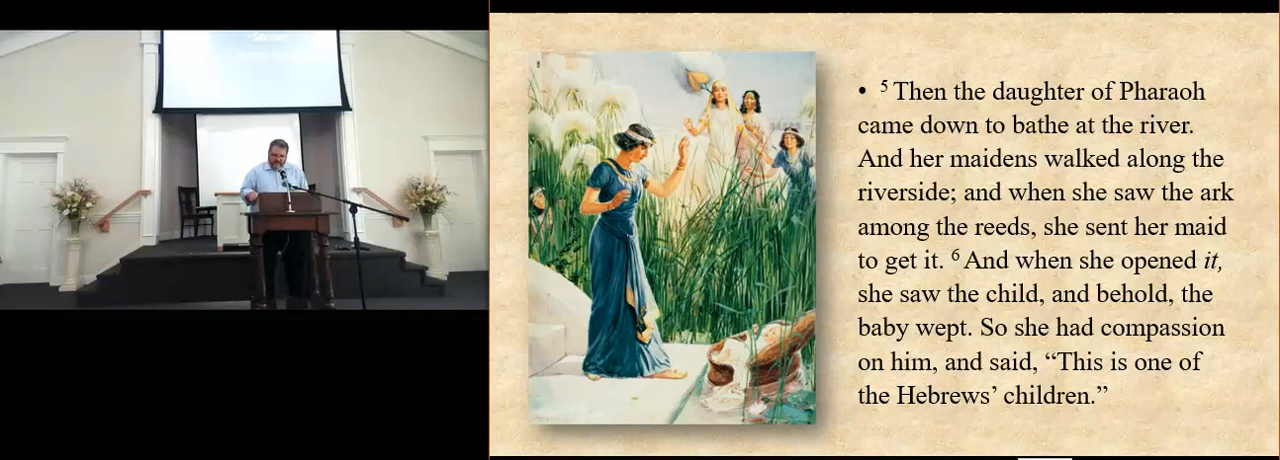 • ⁵ Then the daughter of Pharaoh
came down to bathe at the river.
And her maidens walked along the
riverside; and when she saw the ark
among the reeds, she sent her maid
to get it. ⁶ And when she opened it,
she saw the child, and behold, the
baby wept. So she had compassion
on him, and said, “This is one of
the Hebrews’ children.”